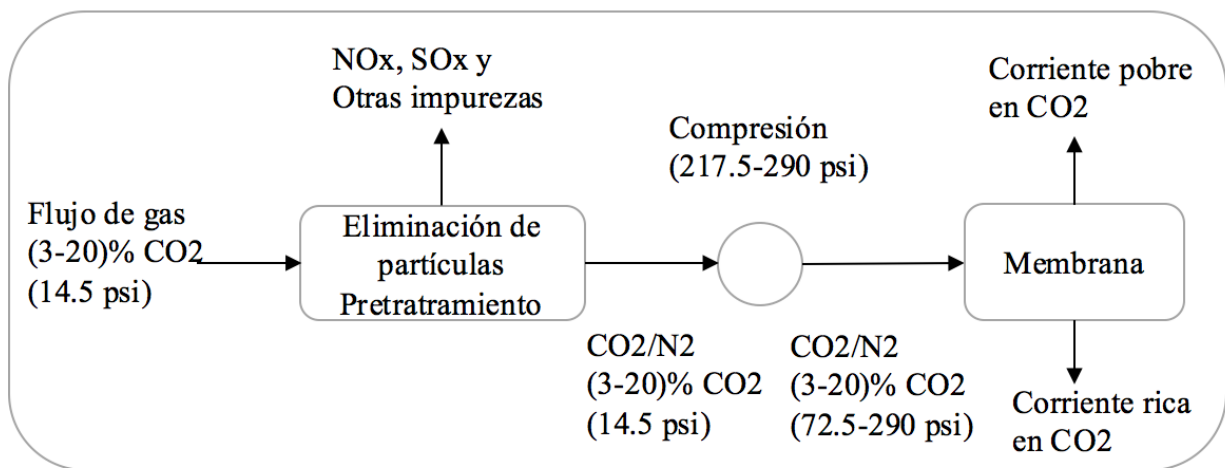 NOx, SOx y
Otras impurezas
Corriente pobre
en CO2
Compresión
(217.5-290 psi)
Flujo de gas
(3-20)% CO2
(14.5 psi)
Eliminación de
partículas
Pretratramiento
Membrana
CO2/N2
(3-20)% CO2
(14.5 psi)
CO2/N2
(3-20)% CO2
(72.5-290 psi)
Corriente rica
en CO2